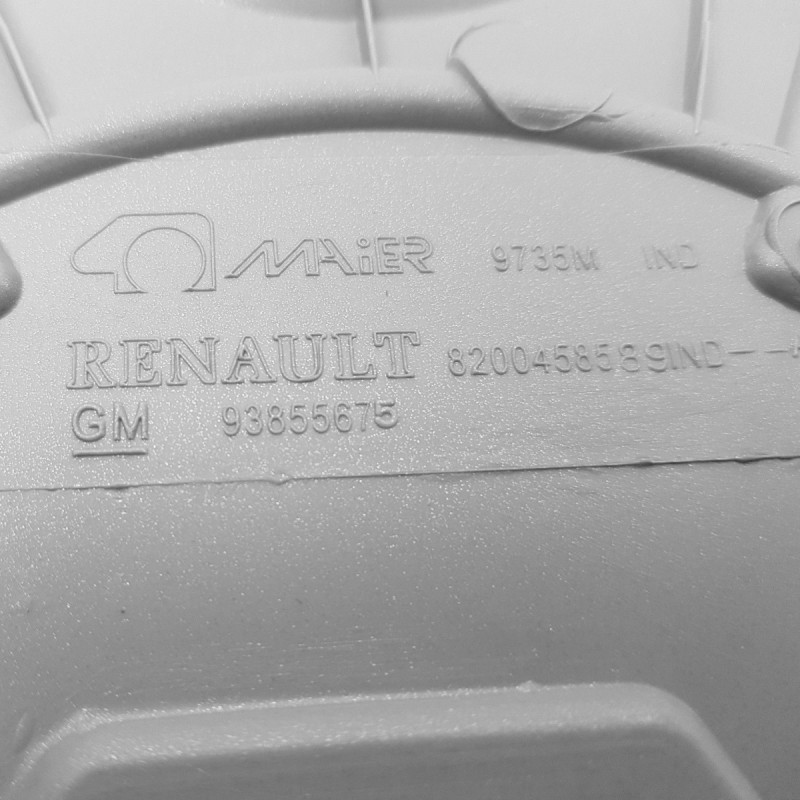 MAiER 9735M IND
RENAULT 8200458589IND--A
GM 93855675